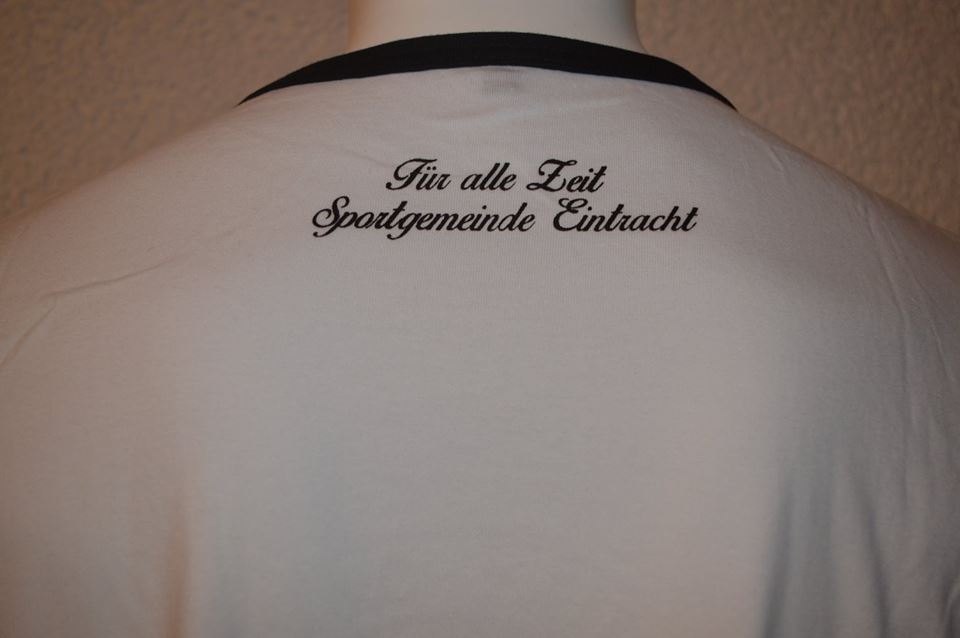 Für alle Zeit
Sportgemeinde Eintracht